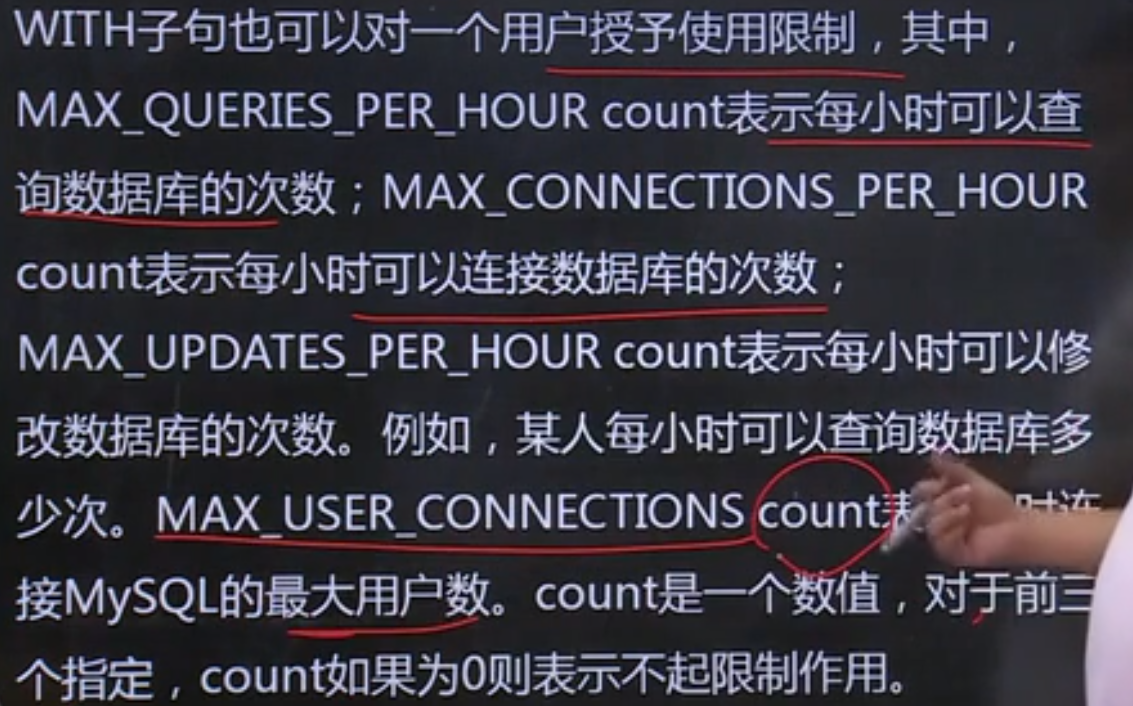 WITH子句也可以对一个用户授予使用限制，其中，
MAX_QUERIES_PER_HOUR count表示每小时可以查
询数据库的次数；MAX_CONNECTIONS_PER_HOUR
count表示每小时可以连接数据库的次数；
MAX_UPDATES_PER_HOUR count表示每小时可以修
改数据库的次数。例如，某人每小时可以查询数据库多
少次。MAX_USER_CONNECTIONS count表 时连
接MySQL的最大用户数。count是一个数值，对于前三
个指定，count如果为0则表示不起限制作用。